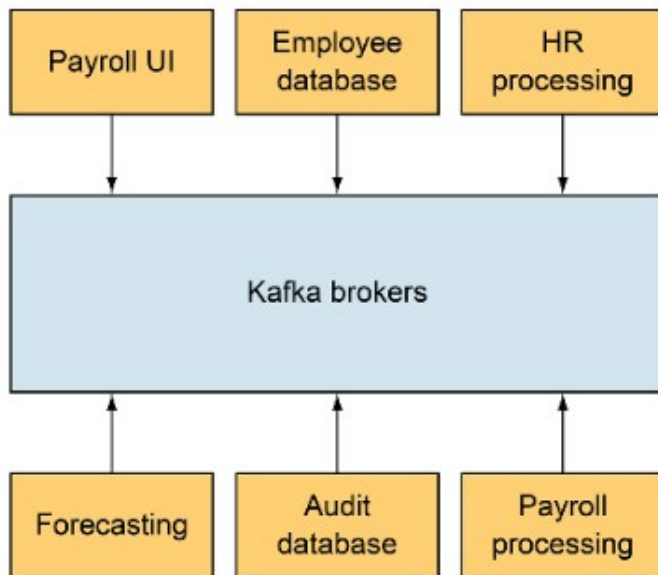 Payroll UI
Employee
database
HR
processing
Kafka brokers
Forecasting
Audit
database
Payroll
processing